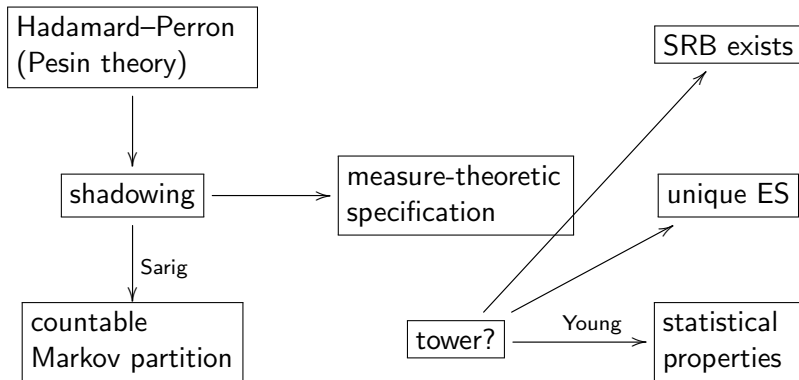 Hadamard–Perron
(Pesin theory)
SRB exists
shadowing
measure-theoretic
specification
unique ES
Sarig
countable
Markov partition
tower?
Young
statistical
properties